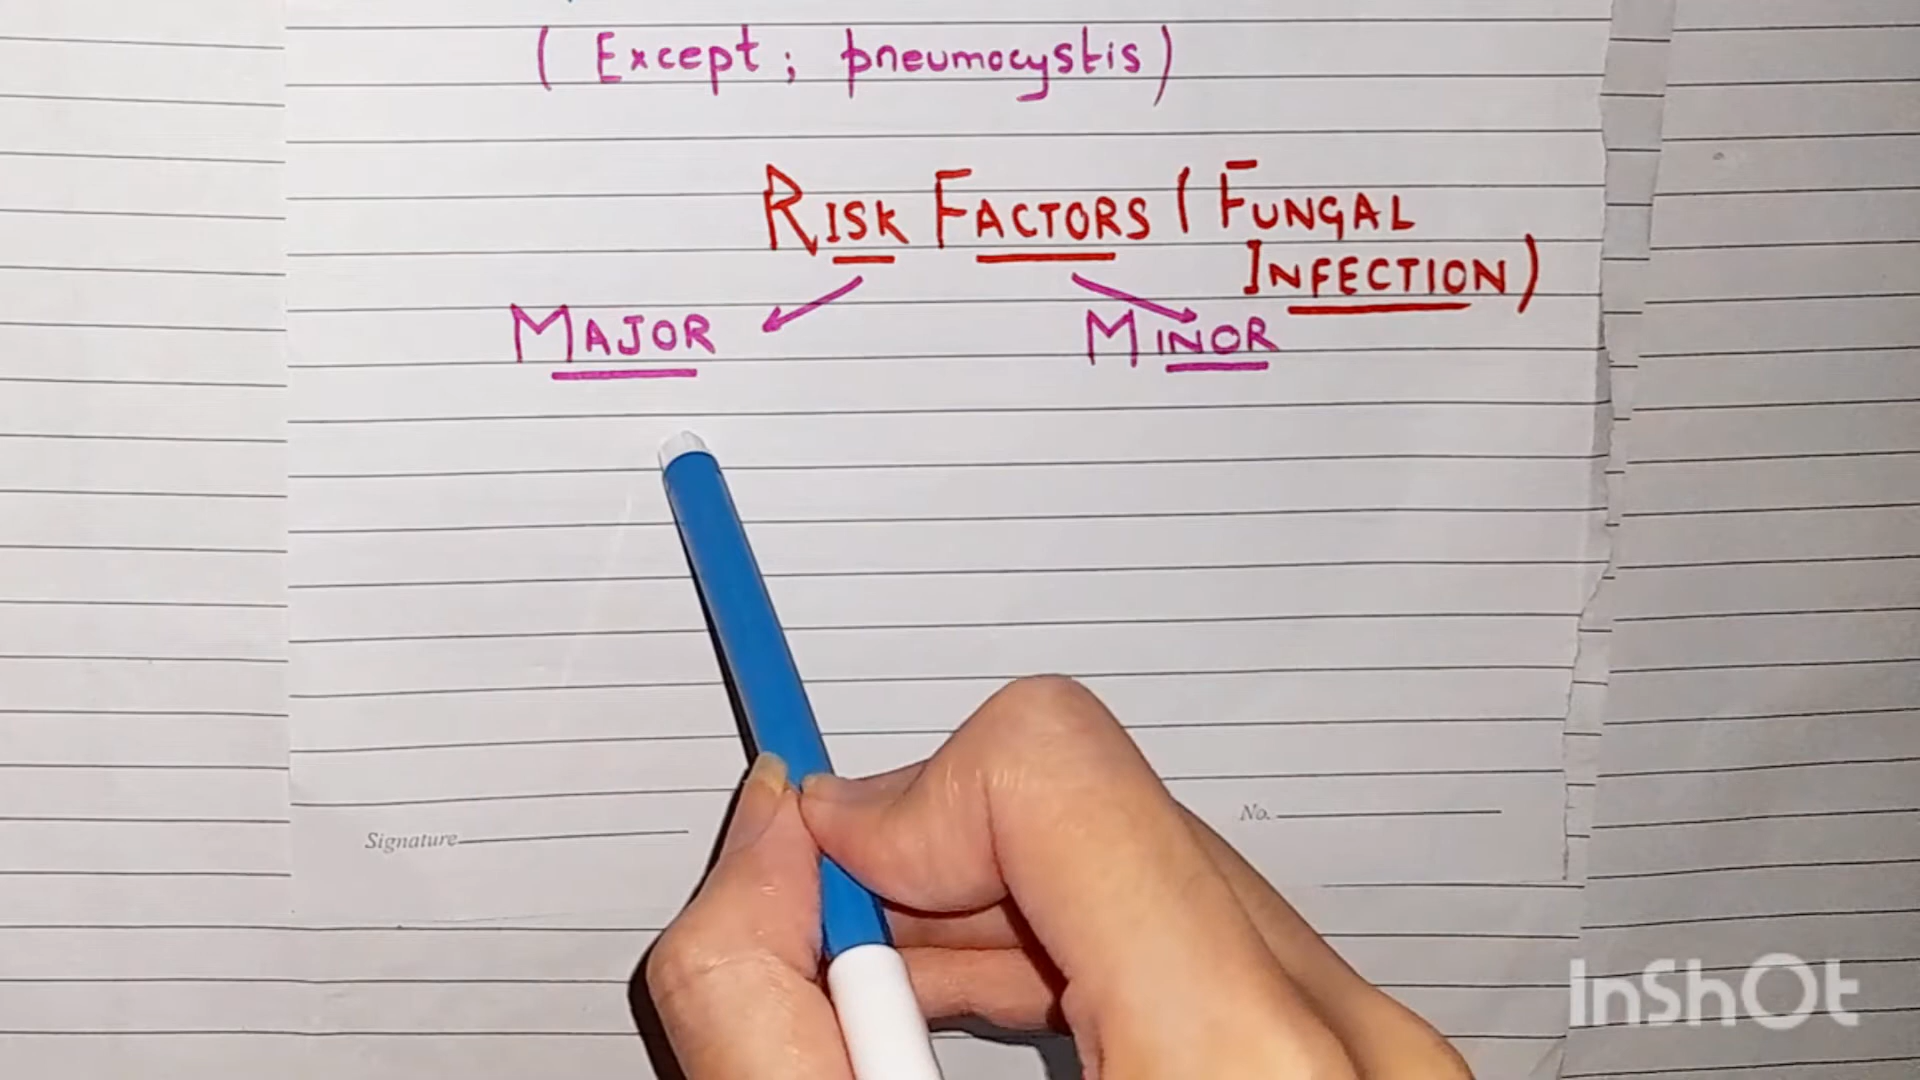 ( Except ; pneumocystis )
RISK FACTORS ( FUNGAL
INFECTION )
MAJOR MINOR
Signature No.
InShOt